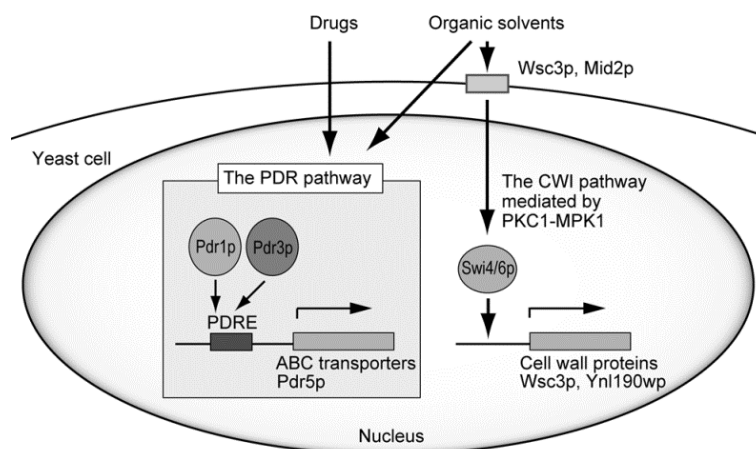 Drugs
Organic solvents
Wsc3p, Mid2p
Yeast cell
The PDR pathway
The CWI pathway
mediated by
PKC1-MPK1
Pdr1p
Pdr3p
Swi4/6p
PDRE
ABC transporters
Pdr5p
Cell wall proteins
Wsc3p, Ynl190wp
Nucleus